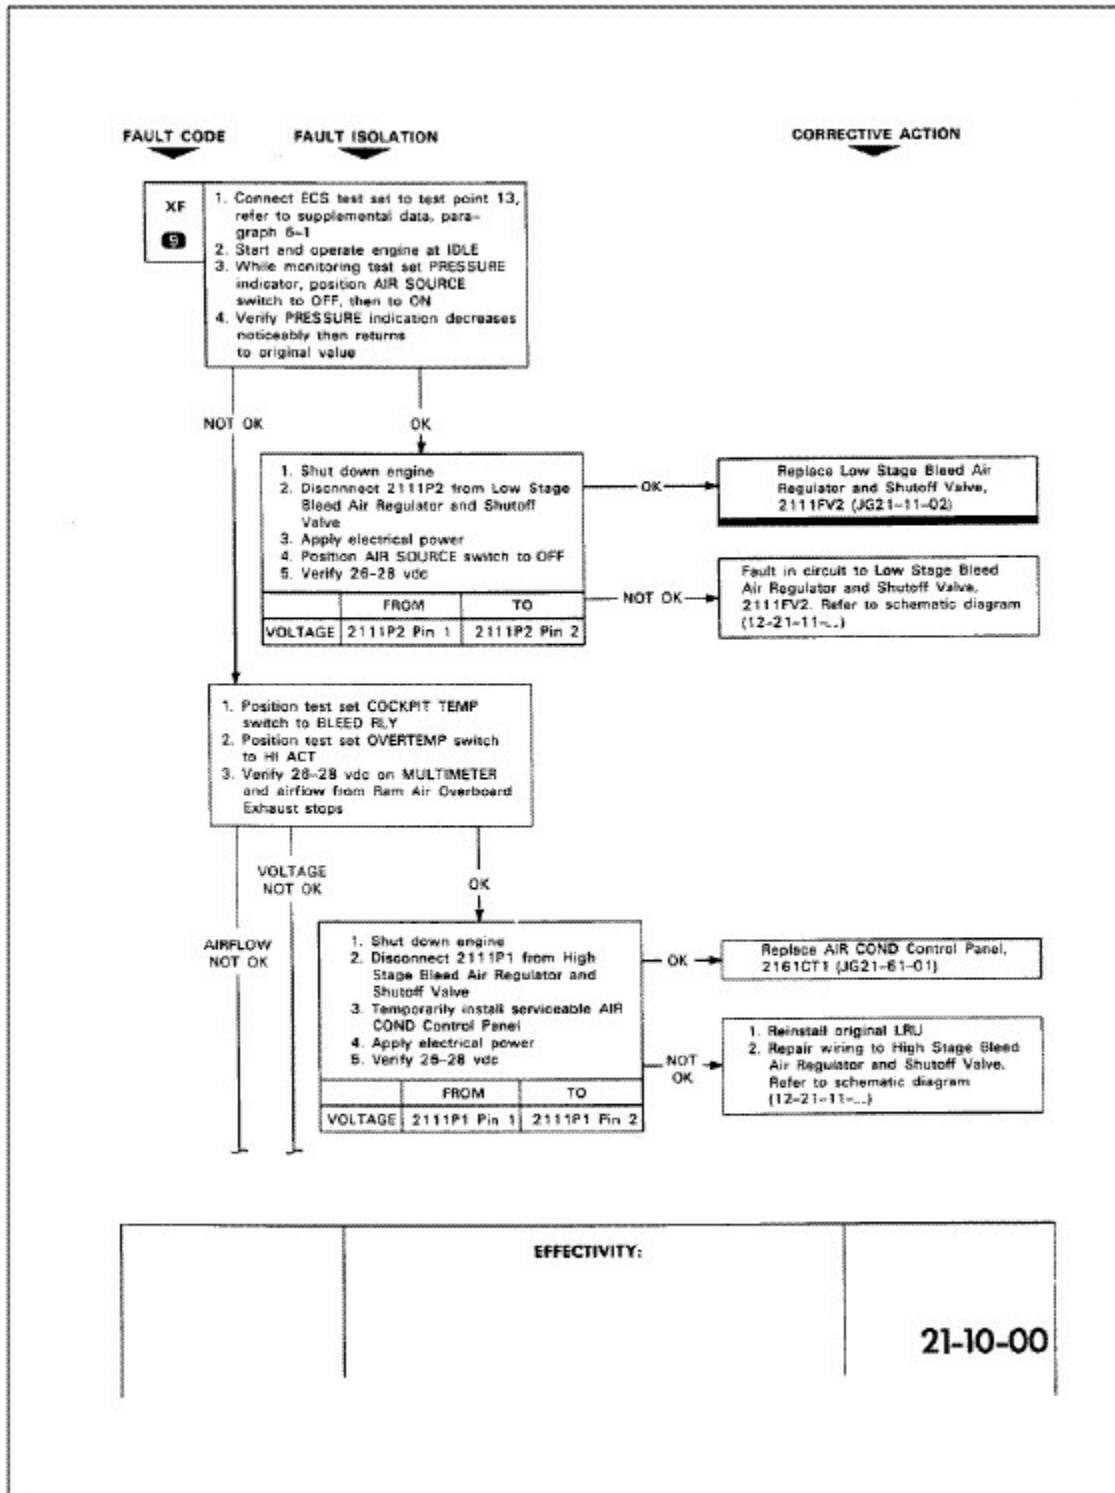 FAULT CODE
FAULT ISOLATION
CORRECTIVE ACTION
XF
9
1. Connect ECS test set to test point 13,
refer to supplemental data, para-
graph 6-1
2. Start and operate engine at IDLE
3. While monitoring test set PRESSURE
indicator, position AIR SOURCE
switch to OFF, then to ON
4. Verify PRESSURE indication decreases
noticeably then returns
to original value
NOT OK
OK
1. Shut down engine
2. Disconnnect 2111P2 from Low Stage
Bleed Air Regulator and Shutoff
Valve
3. Apply electrical power
4. Position AIR SOURCE switch to OFF
5. Verify 26-28 vdc
FROM
TO
VOLTAGE
2111P2 Pin 1
2111P2 Pin 2
OK
Replace Low Stage Bleed Air
Regulator and Shutoff Valve,
2111FV2 (JG21-11-02)
NOT OK
Fault in circuit to Low Stage Bleed
Air Regulator and Shutoff Valve,
2111FV2. Refer to schematic diagram
(12-21-11-...)
1. Position test set COCKPIT TEMP
switch to BLEED RLY
2. Position test set OVERTEMP switch
to HI ACT
3. Verify 26-28 vdc on MULTIMETER
and airflow from Ram Air Overboard
Exhaust stops
AIRFLOW
NOT OK
VOLTAGE
NOT OK
OK
1. Shut down engine
2. Disconnect 2111P1 from High
Stage Bleed Air Regulator and
Shutoff Valve
3. Temporarily install serviceable AIR
COND Control Panel
4. Apply electrical power
5. Verify 26-28 vdc
FROM
TO
VOLTAGE
2111P1 Pin 1
2111P1 Pin 2
OK
Replace AIR COND Control Panel,
2161CT1 (JG21-61-01)
NOT
OK
1. Reinstall original LRU
2. Repair wiring to High Stage Bleed
Air Regulator and Shutoff Valve.
Refer to schematic diagram
(12-21-11-...)
EFFECTIVITY:
21-10-00